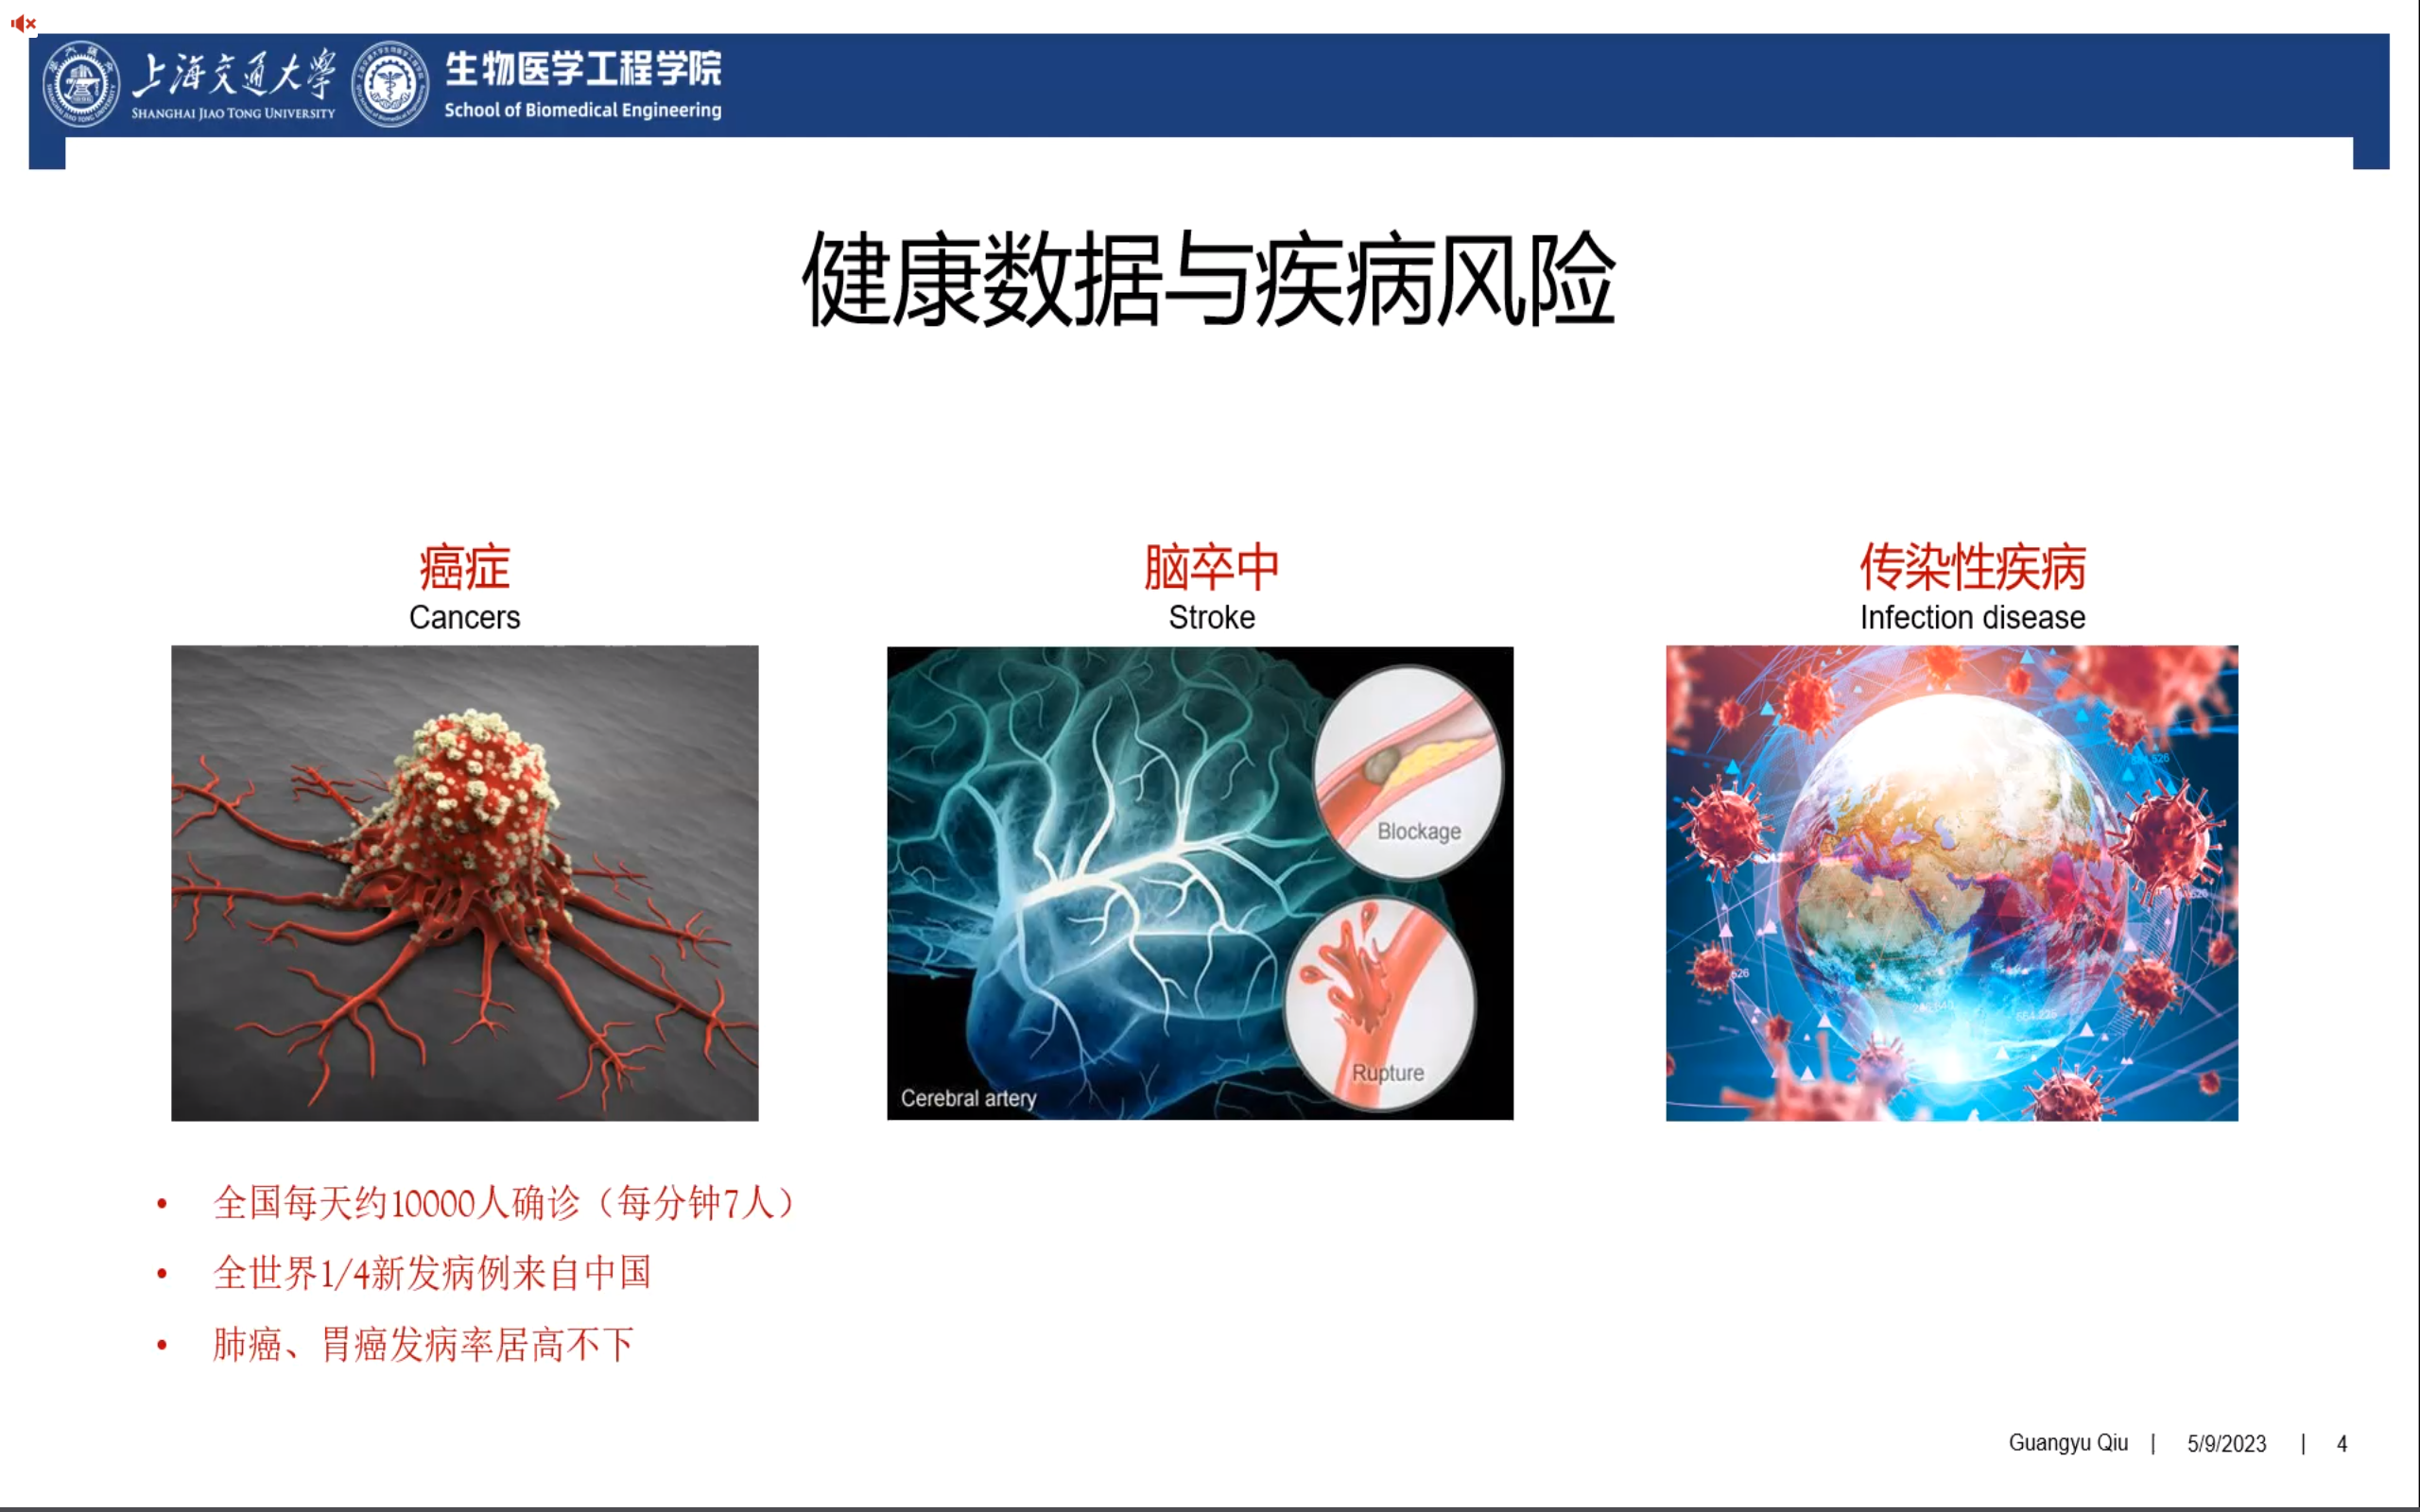 上海交通大学
SHANGHAI JIAO TONG UNIVERSITY
生物医学工程学院
School of Biomedical Engineering
健康数据与疾病风险
癌症
Cancers
脑卒中
Stroke
Blockage
Rupture
Cerebral artery
传染性疾病
Infection disease
• 全国每天约10000人确诊（每分钟7人）
• 全世界1/4新发病例来自中国
• 肺癌、胃癌发病率居高不下
Guangyu Qiu | 5/9/2023 | 4